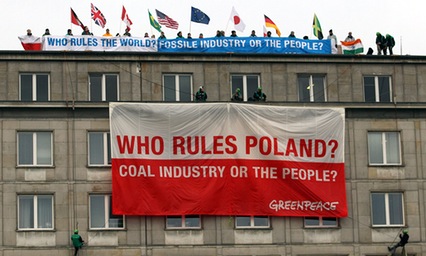 WHO RULES THE WORLD? FOSSILE INDUSTRY OR THE PEOPLE?
WHO RULES POLAND?
COAL INDUSTRY OR THE PEOPLE?
GREENPEACE